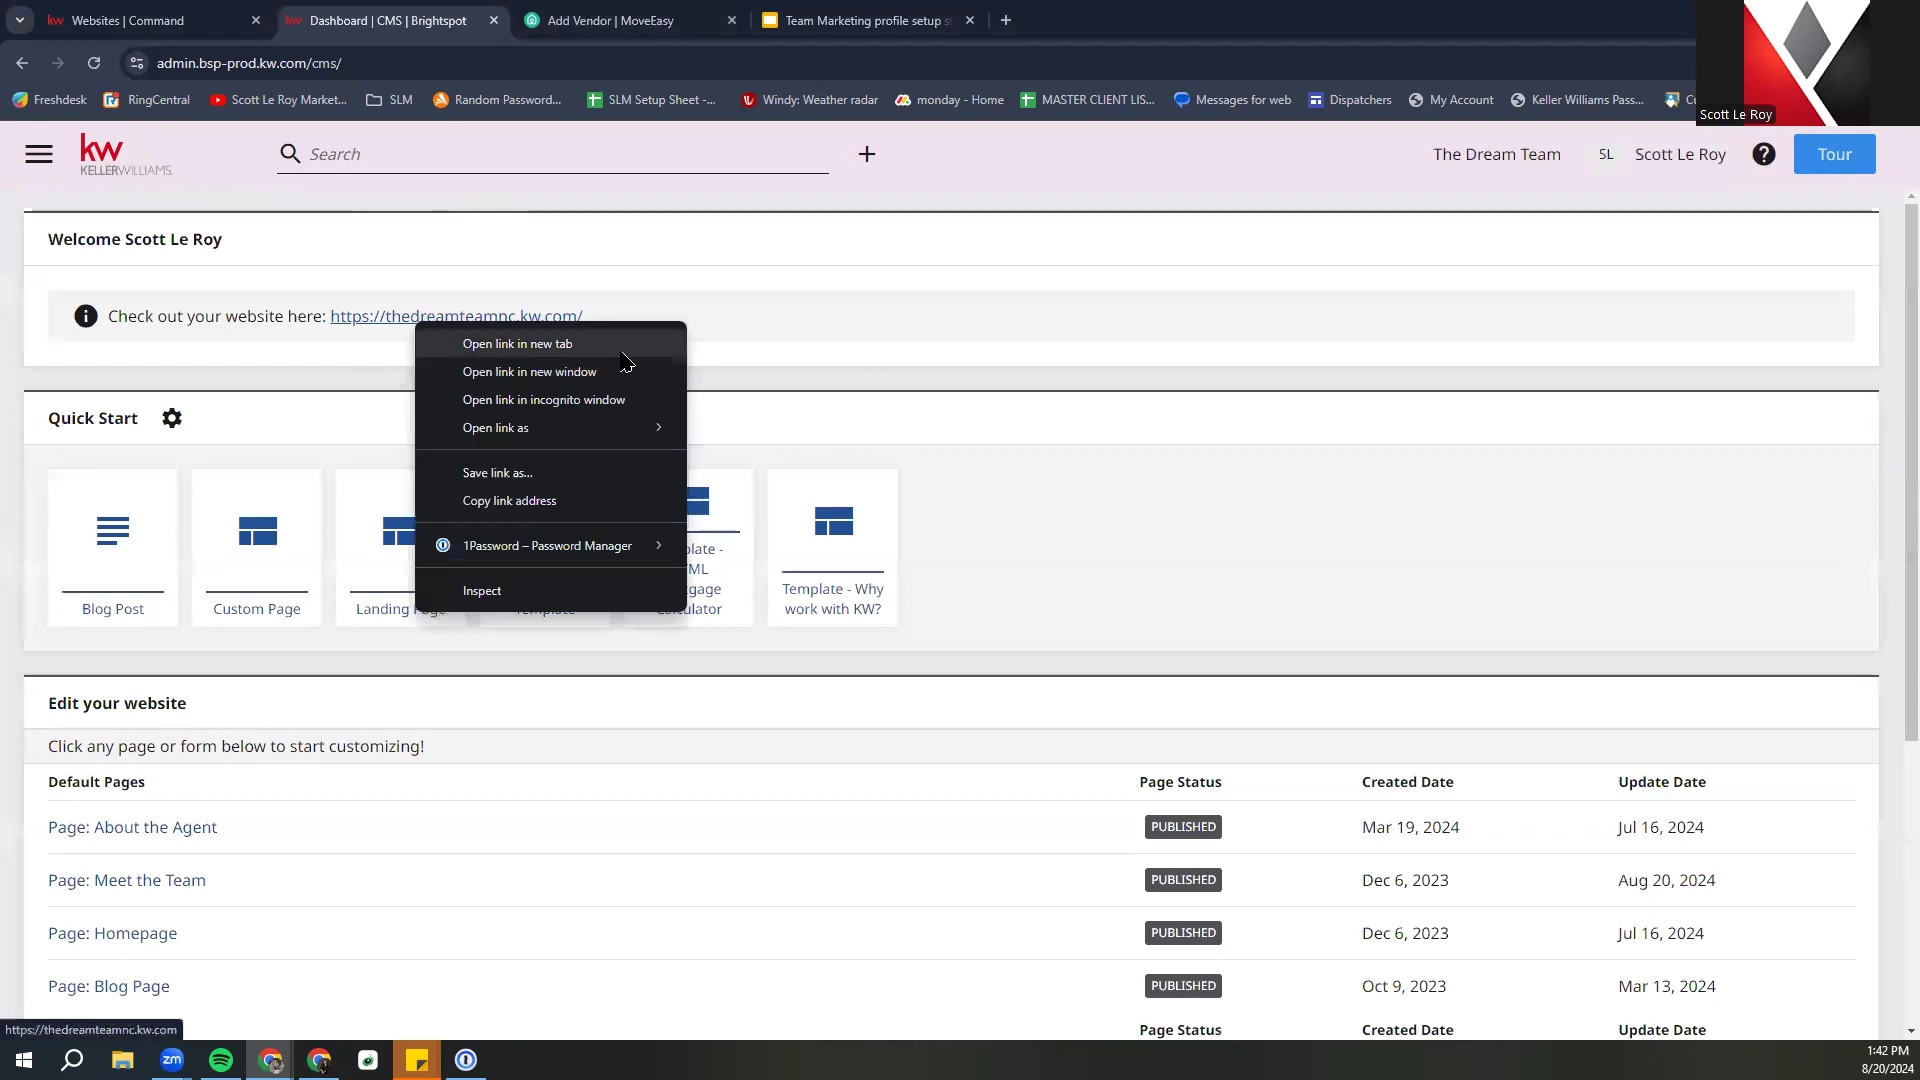 Websites | Command
Dashboard | CMS | Brightspot
Add Vendor | MoveEasy
Team Marketing profile setup
admin.bsp-prod.kw.com/cms/
Freshdesk
RingCentral
Scott Le Roy Market...
SLM
Random Password...
SLM Setup Sheet -...
Windy: Weather radar
monday - Home
MASTER CLIENT LIS...
Messages for web
Dispatchers
My Account
Keller Williams Pass...
Scott Le Roy
kw
KELLERWILLIAMS.
Search
The Dream Team
SL
Scott Le Roy
Tour
Welcome Scott Le Roy
Check out your website here: https://thedreamteamnc.kw.com/
Open link in new tab
Open link in new window
Open link in incognito window
Open link as
Save link as...
Copy link address
1Password – Password Manager
Inspect
Quick Start
Blog Post
Custom Page
Landing
Template - Why
work with KW?
Edit your website
Click any page or form below to start customizing!
Default Pages
Page Status
Created Date
Update Date
Page: About the Agent
PUBLISHED
Mar 19, 2024
Jul 16, 2024
Page: Meet the Team
PUBLISHED
Dec 6, 2023
Aug 20, 2024
Page: Homepage
PUBLISHED
Dec 6, 2023
Jul 16, 2024
Page: Blog Page
PUBLISHED
Oct 9, 2023
Mar 13, 2024
Page Status
Created Date
Update Date
https://thedreamteamnc.kw.com
zm
1:42 PM
8/20/2024